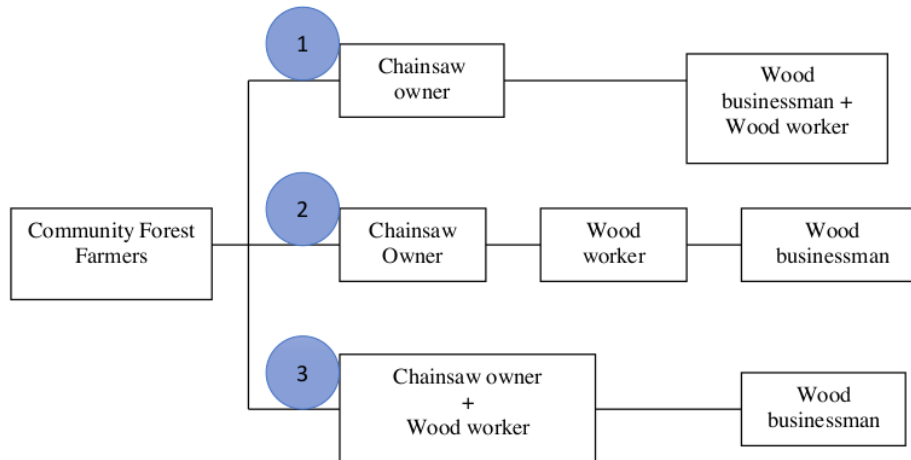 1
Chainsaw
owner
Wood
businessman +
Wood worker
Community Forest
Farmers
2
Chainsaw
Owner
Wood
worker
Wood
businessman
3
Chainsaw owner
+
Wood worker
Wood
businessman